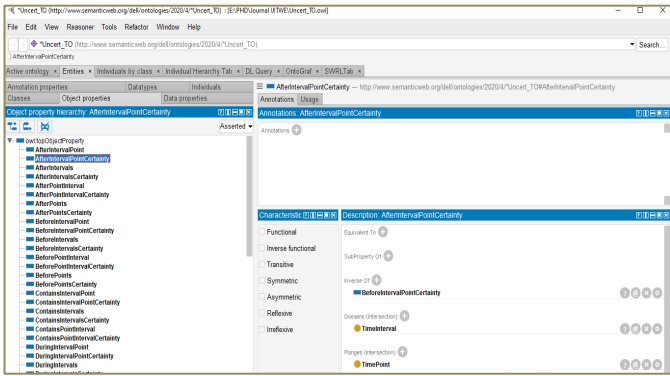 "Uncert_TO (http://www.semanticweb.org/dell/ontologies/2020/4/"Uncert_TO) : [E:\PHD\Journal UITWE\Uncert_TO.owl]
File Edit View Reasoner Tools Refactor Window Help
"Uncert_TO (http://www.semanticweb.org/dell/ontologies/2020/4/"Uncert_TO) Search...
AfterIntervalPointCertainty
Active ontology × Entities × Individuals by class × Individual Hierarchy Tab × DL Query × OntoGraf × SWRLTab ×
Annotation properties Datatypes Individuals
Classes Object properties Data properties
Object property hierarchy: AfterIntervalPointCertainty
Asserted
owl:topObjectProperty
AfterIntervalPoint
AfterIntervalPointCertainty
AfterIntervals
AfterIntervalsCertainty
AfterPointInterval
AfterPointIntervalCertainty
AfterPoints
AfterPointsCertainty
BeforeIntervalPoint
BeforeIntervalPointCertainty
BeforeIntervals
BeforeIntervalsCertainty
BeforePointInterval
BeforePointIntervalCertainty
BeforePoints
BeforePointsCertainty
ContainsIntervalPoint
ContainsIntervalPointCertainty
ContainsIntervals
ContainsIntervalsCertainty
ContainsPointInterval
ContainsPointIntervalCertainty
DuringIntervalPoint
DuringIntervalPointCertainty
DuringIntervals
DuringIntervalsCertainty
AfterIntervalPointCertainty — http://www.semanticweb.org/dell/ontologies/2020/4/"Uncert_TO#AfterIntervalPointCertainty
Annotations Usage
Annotations: AfterIntervalPointCertainty
Annotations
Characteristic
Functional
Inverse functional
Transitive
Symmetric
Asymmetric
Reflexive
Irreflexive
Description: AfterIntervalPointCertainty
Equivalent To
SubProperty Of
Inverse Of
BeforeIntervalPointCertainty
Domains (intersection)
TimeInterval
Ranges (intersection)
TimePoint